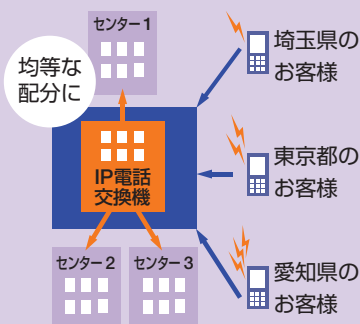 センター1
均等な
配分に
埼玉県の
お客様
IP電話
交換機
東京都の
お客様
センター2
センター3
愛知県の
お客様